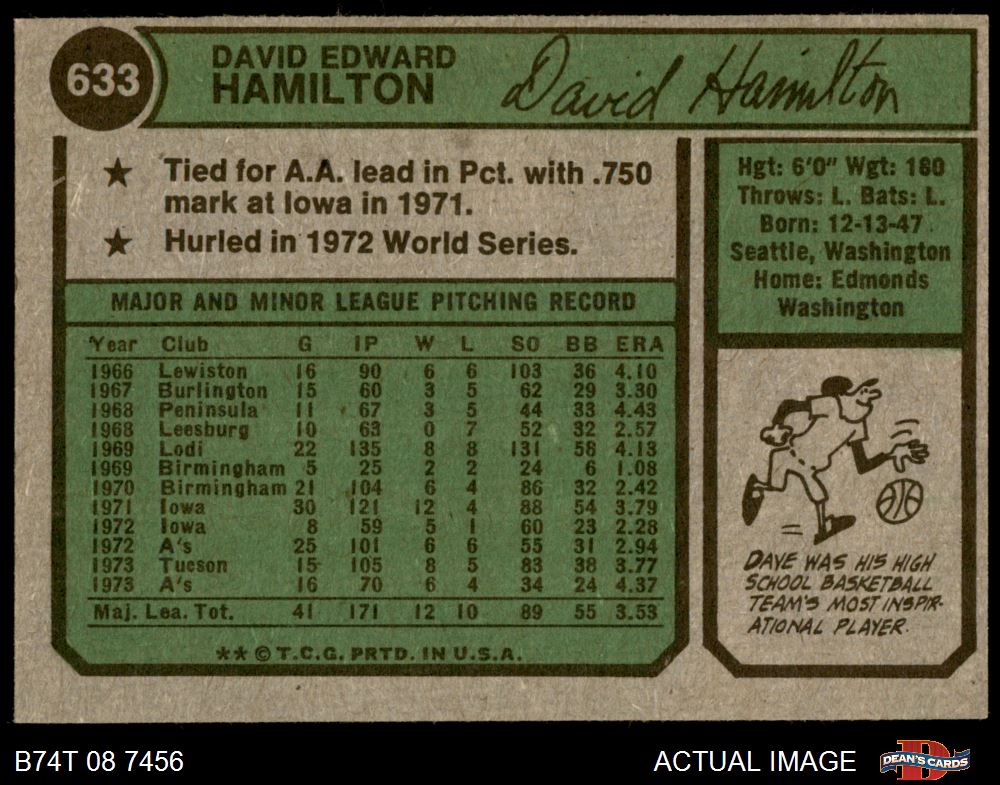 633
DAVID EDWARD
HAMILTON
David Hamilton
★ Tied for A.A. lead in Pct. with .750
mark at Iowa in 1971.
★ Hurled in 1972 World Series.
MAJOR AND MINOR LEAGUE PITCHING RECORD
Year Club G IP W L SO BB ERA
1966 Lewiston 16 90 6 6 103 36 4.10
1967 Burlington 15 60 3 5 62 29 3.30
1968 Peninsula 11 67 3 5 44 33 4.43
1968 Leesburg 10 63 0 7 52 32 2.57
1969 Lodi 22 135 8 8 131 58 4.13
1969 Birmingham 5 25 2 2 24 6 1.08
1970 Birmingham 21 104 6 4 86 32 2.42
1971 Iowa 30 121 12 4 88 54 3.79
1972 Iowa 8 59 5 1 60 23 2.28
1972 A's 25 101 6 6 55 31 2.94
1973 Tucson 15 105 8 5 83 38 3.77
1973 A's 16 70 6 4 34 24 4.37
Maj. Lea. Tot. 41 171 12 10 89 55 3.53
** © T.C.G. PRTD. IN U.S.A.
Hgt: 6'0" Wgt: 180
Throws: L. Bats: L.
Born: 12-13-47
Seattle, Washington
Home: Edmonds
Washington
DAVE WAS HIS HIGH
SCHOOL BASKETBALL
TEAM'S MOST INSPIR-
ATIONAL PLAYER.
B74T 08 7456
ACTUAL IMAGE
D
DEAN'S CARDS